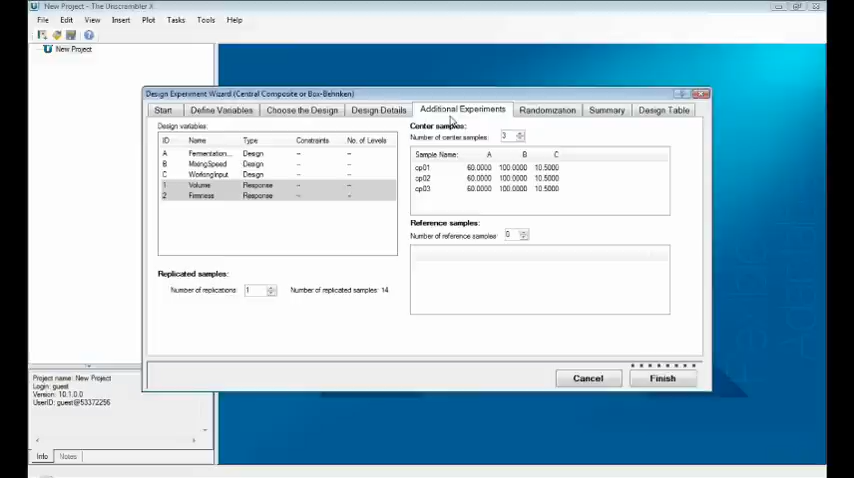 New Project - The Unscrambler X
File Edit View Insert Plot Tasks Tools Help
New Project
Design Experiment Wizard (Central Composite or Box-Behnken)
Start Define Variables Choose the Design Design Details Additional Experiments Randomization Summary Design Table
Design variables:
ID Name Type Constraints No. of Levels
A Fermentation... Design -- --
B MixingSpeed Design -- --
C WorkingInput Design -- --
1 Volume Response -- --
2 Firmness Response -- --
Replicated samples:
Number of replications 1 Number of replicated samples: 14
Center samples:
Number of center samples: 3
Sample Name: A B C
cp01 60.0000 100.0000 10.5000
cp02 60.0000 100.0000 10.5000
cp03 60.0000 100.0000 10.5000
Reference samples:
Number of reference samples: 0
Cancel Finish
Project name: New Project
Login: guest
Version: 10.1.0.0
UserID: guest@53372256
Info Notes